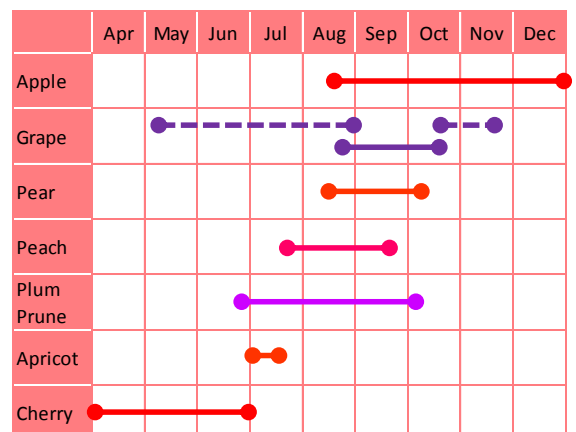 Apr May Jun Jul Aug Sep Oct Nov Dec
Apple
Grape
Pear
Peach
Plum
Prune
Apricot
Cherry